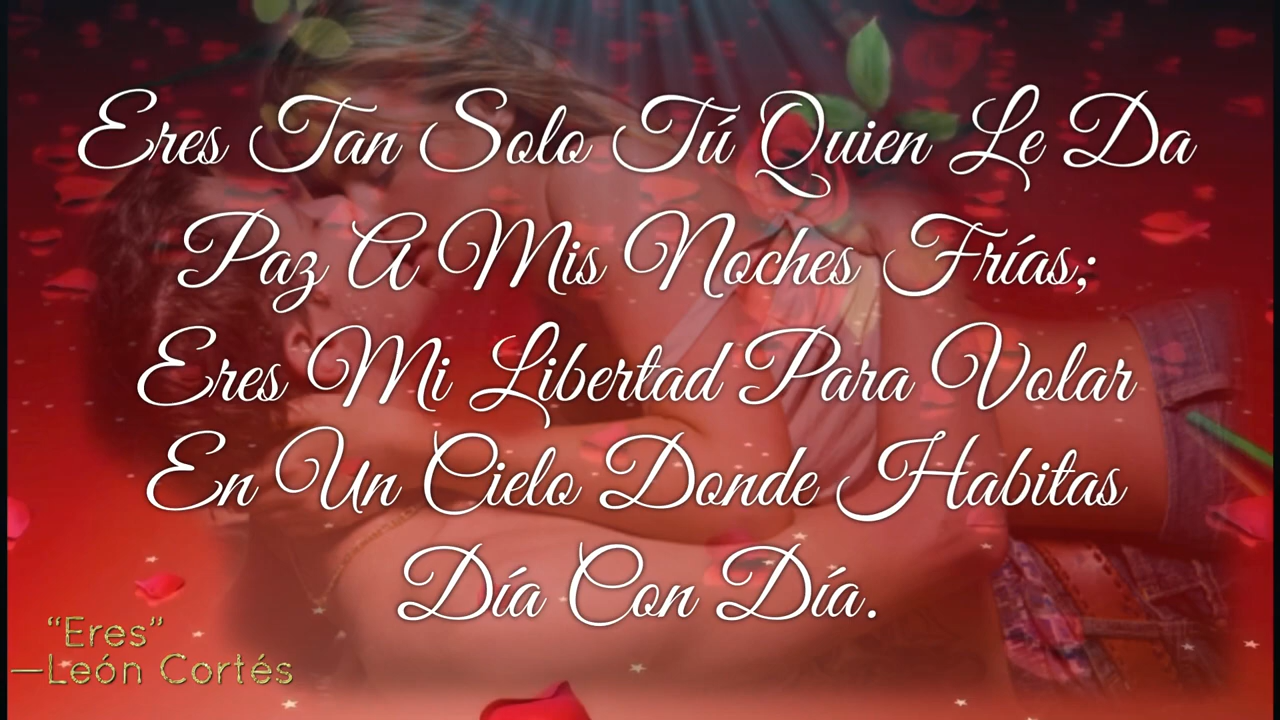 Eres Tan Solo Tú Quien Le Da
Paz A Mis Noches Frías;
Eres Mi Libertad Para Volar
En Un Cielo Donde Habitas
Día Con Día.
“Eres”
—León Cortés